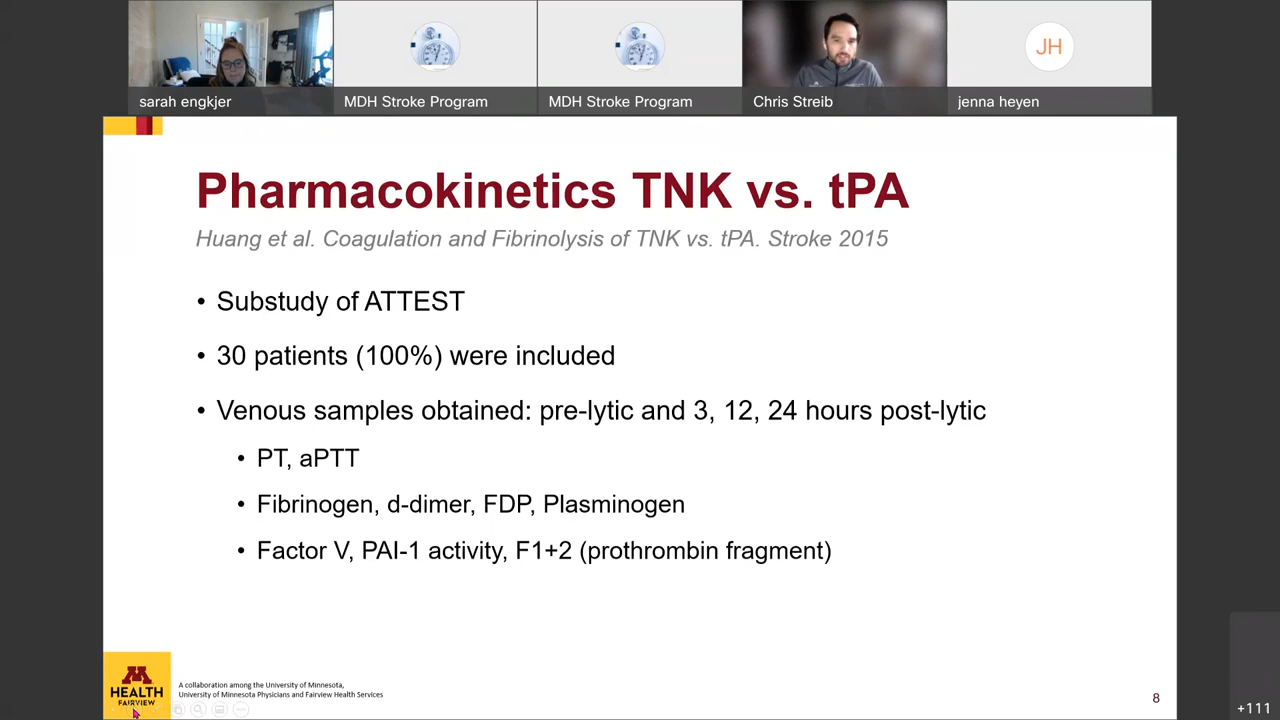 sarah engkjer
MDH Stroke Program
MDH Stroke Program
Chris Streib
JH
jenna heyen
Pharmacokinetics TNK vs. tPA
Huang et al. Coagulation and Fibrinolysis of TNK vs. tPA. Stroke 2015
• Substudy of ATTEST
• 30 patients (100%) were included
• Venous samples obtained: pre-lytic and 3, 12, 24 hours post-lytic
• PT, aPTT
• Fibrinogen, d-dimer, FDP, Plasminogen
• Factor V, PAI-1 activity, F1+2 (prothrombin fragment)
M
HEALTH
FAIRVIEW
A collaboration among the University of Minnesota,
University of Minnesota Physicians and Fairview Health Services
8
+111